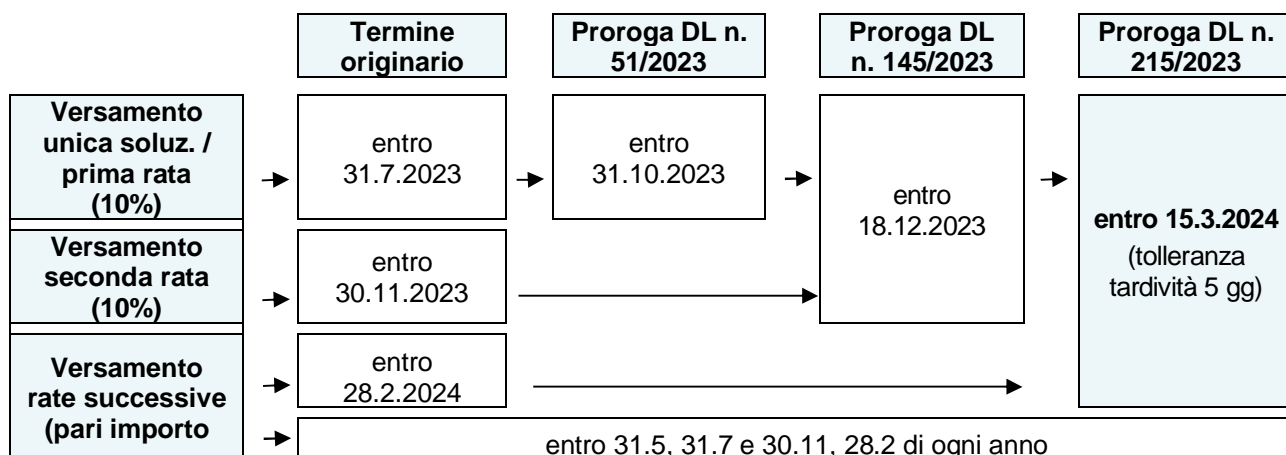 Termine
originario
Proroga DL n.
51/2023
Proroga DL
n. 145/2023
Proroga DL n.
215/2023
Versamento
unica soluz. /
prima rata
(10%)
entro
31.7.2023
entro
31.10.2023
entro
18.12.2023
entro 15.3.2024
(tolleranza
tardività 5 gg)
Versamento
seconda rata
(10%)
entro
30.11.2023
Versamento
rate successive
(pari importo
entro
28.2.2024
entro 31.5, 31.7 e 30.11, 28.2 di ogni anno